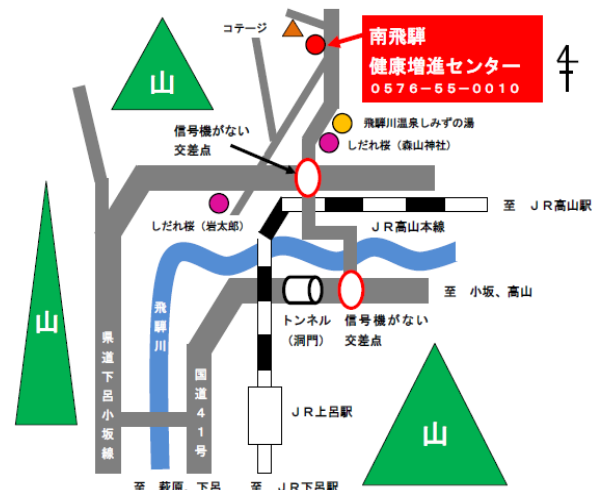 コテージ
南飛騨
健康増進センター
0576-55-0010
4
山
飛騨川温泉しみずの湯
しだれ桜(森山神社)
信号機がない
交差点
しだれ桜(岩太郎)
至 JR高山駅
JR高山本線
至 小坂、高山
山
飛騨川
トンネル
(洞門)
信号機がない
交差点
県道下呂小坂線
国道41号
JR上呂駅
山
至 萩原、下呂
至 JR下呂駅